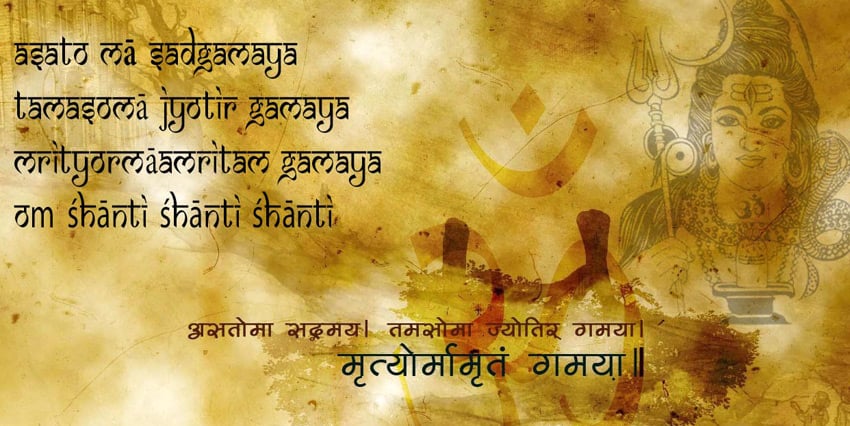 asato mā sadgamaya
tamasomā jyotir gamaya
mrityormāamritam gamaya
om śhānti śhānti śhānti
असतोमा सद्गमय। तमसोमा ज्योतिर् गमया।
मृत्योर्मामृतं गमया़॥